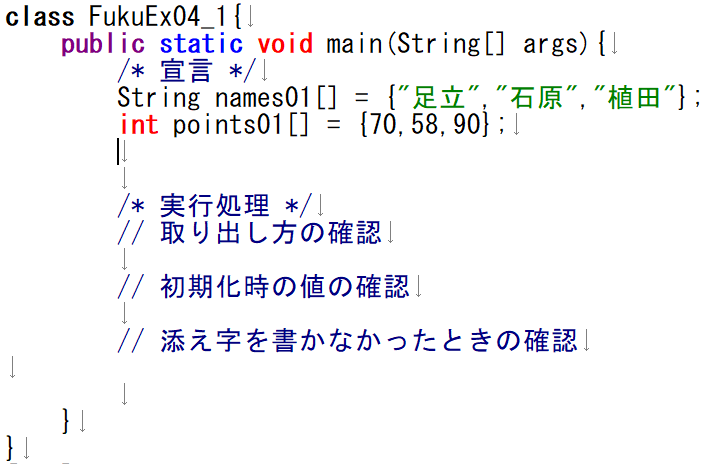 class FukuEx04_1{↓
public static void main(String[] args){↓
/* 宣言 */↓
String names01[] = {"足立","石原","植田"};
int points01[] = {70,58,90};↓
↓
↓
/* 実行処理 */↓
// 取り出し方の確認↓
↓
// 初期化時の値の確認↓
↓
// 添え字を書かなかったときの確認↓
↓
↓
}↓
}↓